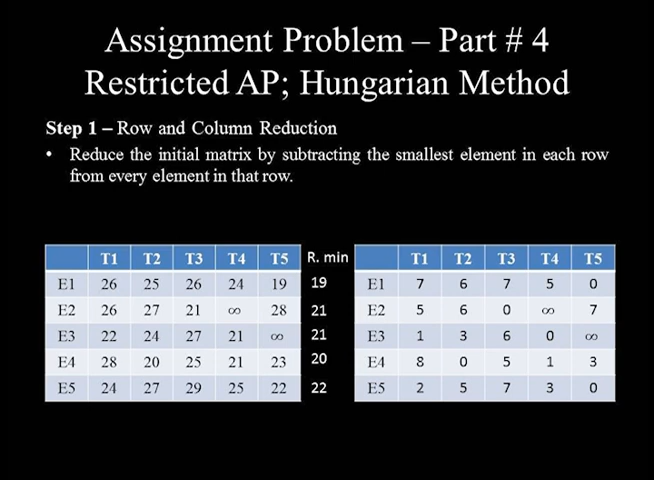 Assignment Problem – Part # 4
Restricted AP; Hungarian Method
Step 1 – Row and Column Reduction
• Reduce the initial matrix by subtracting the smallest element in each row
from every element in that row.
T1 T2 T3 T4 T5 R. min T1 T2 T3 T4 T5
E1 26 25 26 24 19 19 E1 7 6 7 5 0
E2 26 27 21 ∞ 28 21 E2 5 6 0 ∞ 7
E3 22 24 27 21 ∞ 21 E3 1 3 6 0 ∞
E4 28 20 25 21 23 20 E4 8 0 5 1 3
E5 24 27 29 25 22 22 E5 2 5 7 3 0